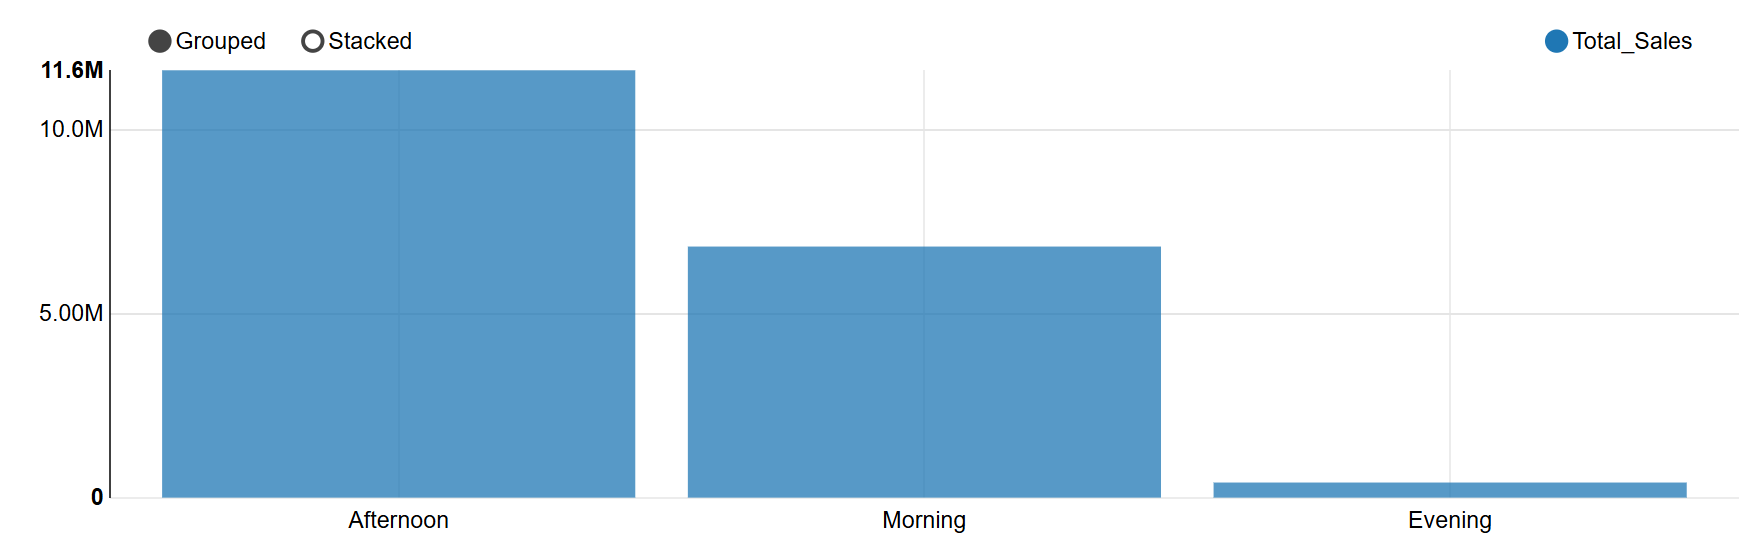 Grouped Stacked Total_Sales
11.6M
10.0M
5.00M
0
Afternoon Morning Evening